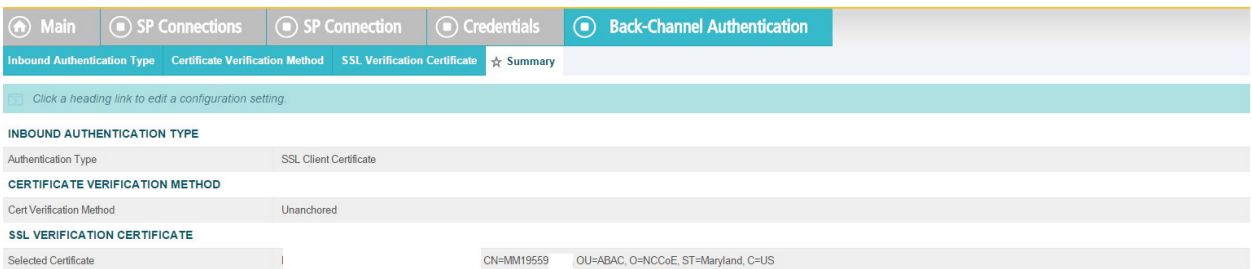 Main SP Connections SP Connection Credentials Back-Channel Authentication
Inbound Authentication Type Certificate Verification Method SSL Verification Certificate Summary
Click a heading link to edit a configuration setting.
INBOUND AUTHENTICATION TYPE
Authentication Type SSL Client Certificate
CERTIFICATE VERIFICATION METHOD
Cert Verification Method Unanchored
SSL VERIFICATION CERTIFICATE
Selected Certificate CN=MM19559 , OU=ABAC, O=NCCoE, ST=Maryland, C=US